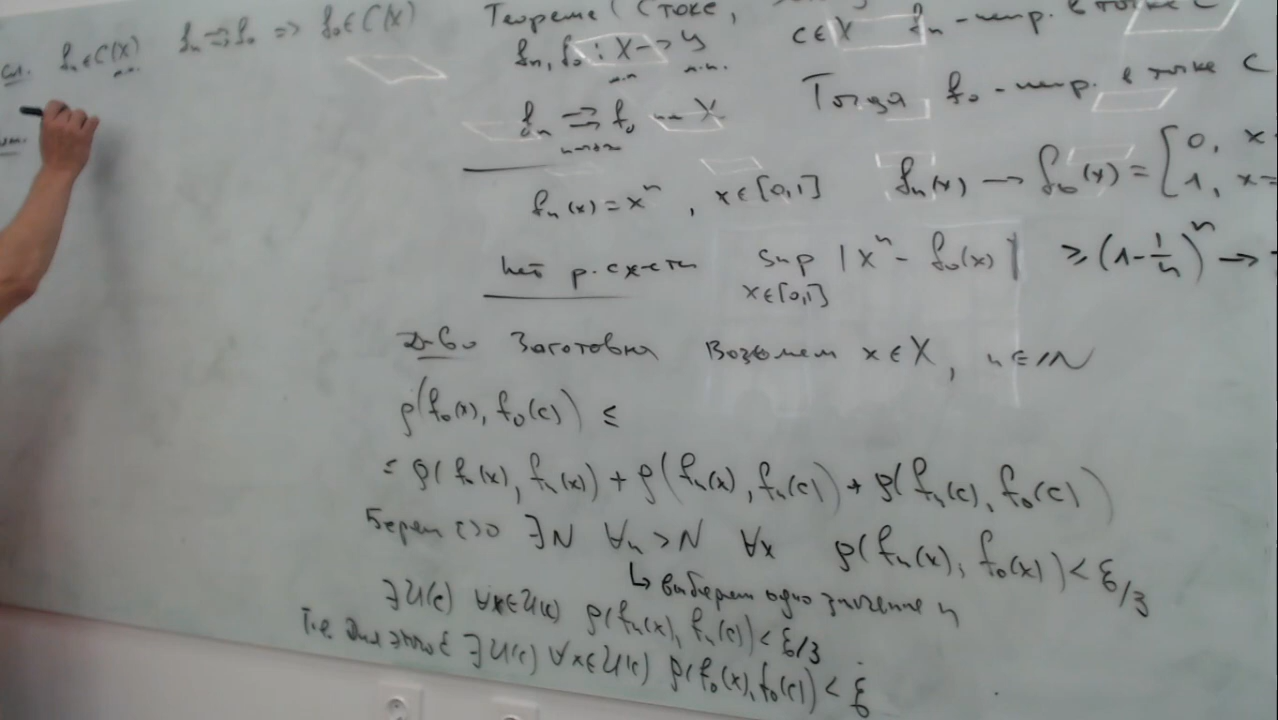 Сл. fₙ ∈ C(X) fₙ ⇉ f₀ ⇒ f₀ ∈ C(X)
м.п.
Теорема (Стокс,
fₙ, f₀ : X → Y c ∈ X fₙ - непр. в точке c
м.п. м.п.
fₙ ⇉ f₀ на X Тогда f₀ - непр. в точке c
n→+∞
fₙ(x) = xⁿ, x ∈ [0,1] fₙ(x) → f₀(x) = [0, x
1, x =
нет р. сх-сти sup |xⁿ - f₀(x)| ≥ (1 - 1/n)ⁿ →
x∈[0,1]
Д-во Заготовка Возьмем x ∈ X, n ∈ ℕ
ρ(f₀(x), f₀(c)) ≤
≤ ρ(f₀(x), fₙ(x)) + ρ(fₙ(x), fₙ(c)) + ρ(fₙ(c), f₀(c))
Берем ε>0 ∃N ∀n > N ∀x ρ(fₙ(x), f₀(x)) < ε/3
↳ выберем одно значение n
∃U(c) ∀x∈U(c) ρ(fₙ(x), fₙ(c)) < ε/3
Т.е. для этого ε ∃U(c) ∀x∈U(c) ρ(f₀(x), f₀(c)) < ε